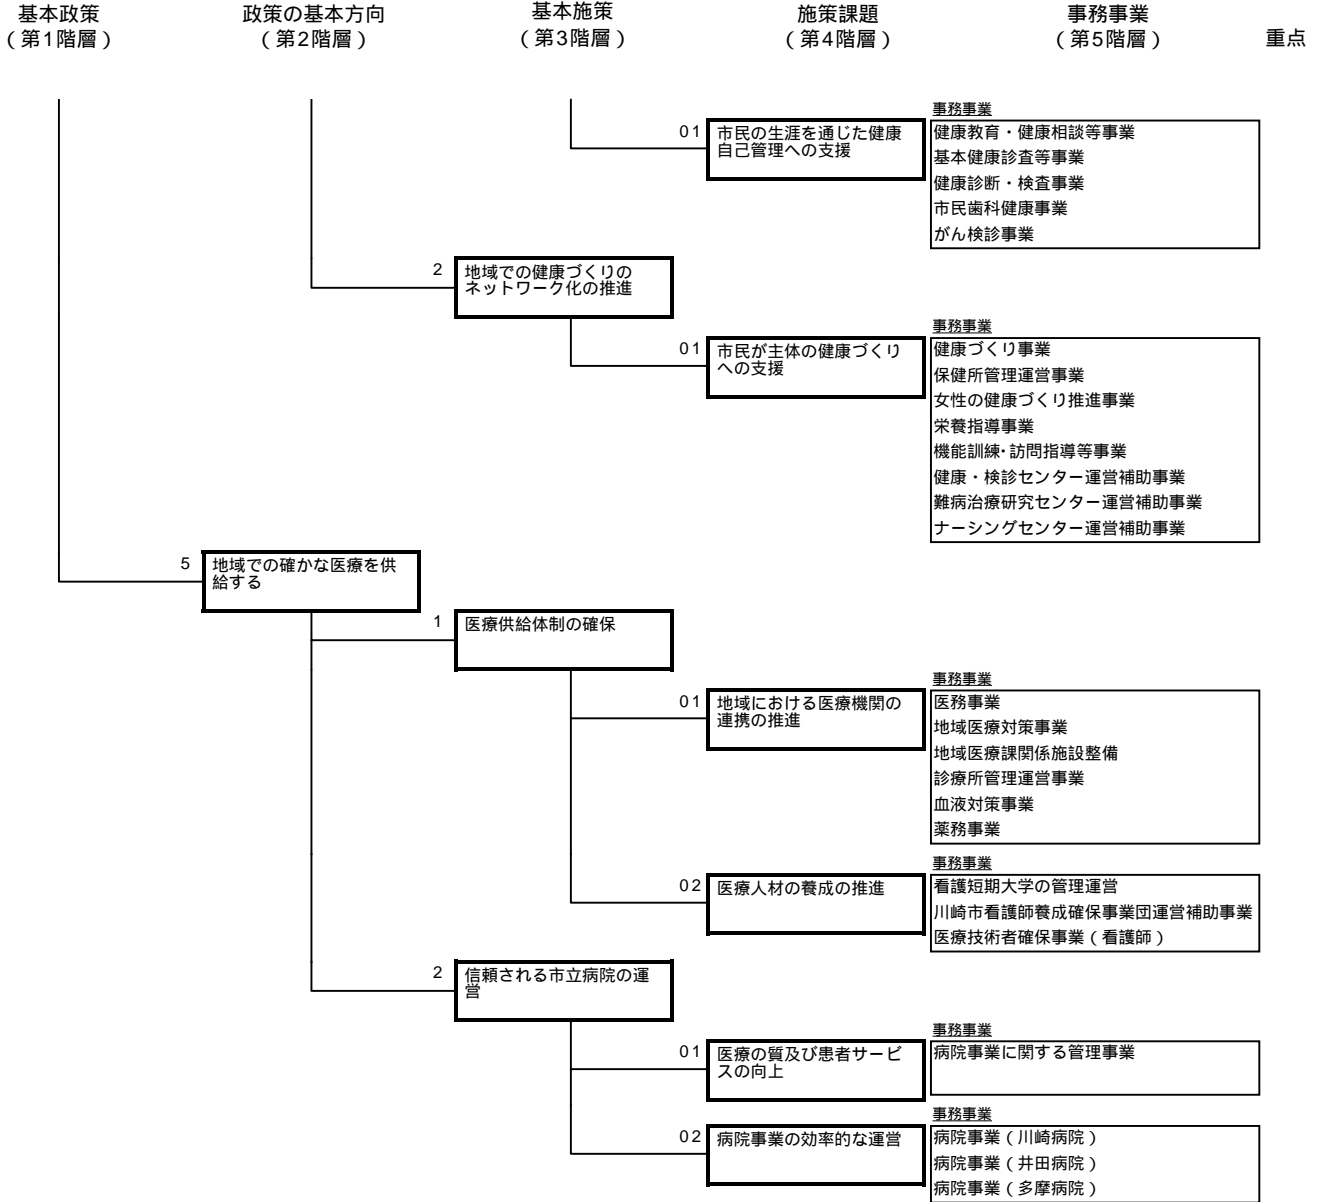 基本政策
（第1階層）
政策の基本方向
（第2階層）
基本施策
（第3階層）
施策課題
（第4階層）
事務事業
（第5階層）
重点
01
市民の生涯を通じた健康
自己管理への支援
事務事業
健康教育・健康相談等事業
基本健康診査等事業
健康診断・検査事業
市民歯科健康事業
がん検診事業
2
地域での健康づくりの
ネットワーク化の推進
01
市民が主体の健康づくり
への支援
事務事業
健康づくり事業
保健所管理運営事業
女性の健康づくり推進事業
栄養指導事業
機能訓練・訪問指導等事業
健康・検診センター運営補助事業
難病治療研究センター運営補助事業
ナーシングセンター運営補助事業
5
地域での確かな医療を供
給する
1
医療供給体制の確保
01
地域における医療機関の
連携の推進
事務事業
医務事業
地域医療対策事業
地域医療課関係施設整備
診療所管理運営事業
血液対策事業
薬務事業
02
医療人材の養成の推進
事務事業
看護短期大学の管理運営
川崎市看護師養成確保事業団運営補助事業
医療技術者確保事業（看護師）
2
信頼される市立病院の運
営
01
医療の質及び患者サービ
スの向上
事務事業
病院事業に関する管理事業
02
病院事業の効率的な運営
事務事業
病院事業（川崎病院）
病院事業（井田病院）
病院事業（多摩病院）